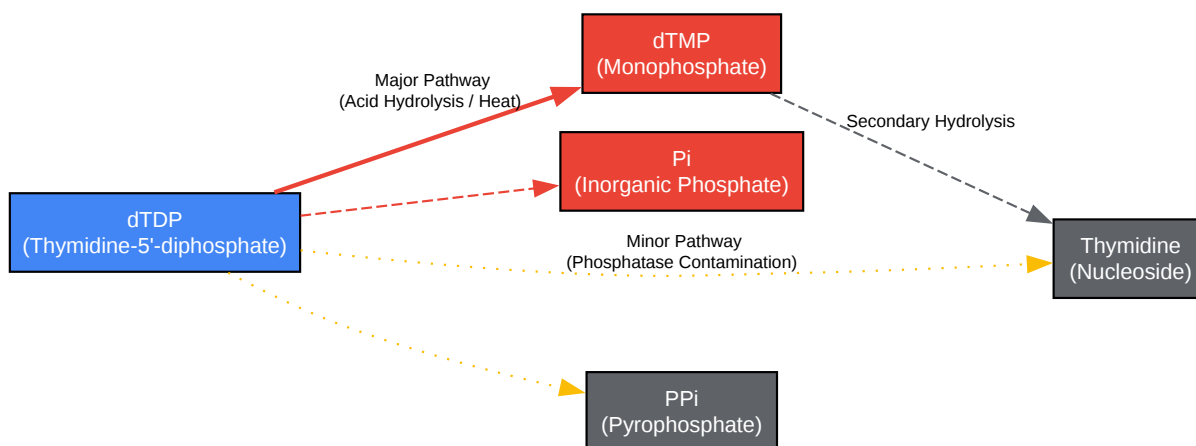 dTMP
(Monophosphate)
Major Pathway
(Acid Hydrolysis / Heat)
Secondary Hydrolysis
Pi
(Inorganic Phosphate)
dTDP
(Thymidine-5'-diphosphate)
Minor Pathway
(Phosphatase Contamination)
Thymidine
(Nucleoside)
PPi
(Pyrophosphate)